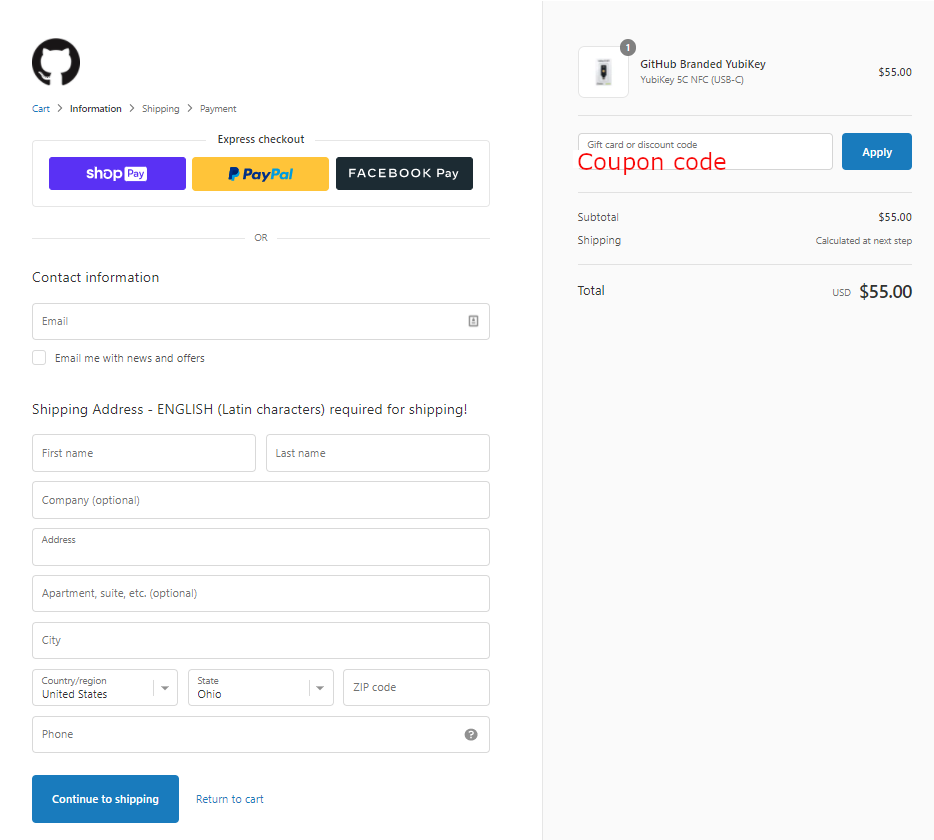 Cart > Information > Shipping > Payment
Express checkout
shop Pay
PayPal
FACEBOOK Pay
OR
Contact information
Email
Email me with news and offers
Shipping Address - ENGLISH (Latin characters) required for shipping!
First name
Last name
Company (optional)
Address
Apartment, suite, etc. (optional)
City
Country/region
United States
State
Ohio
ZIP code
Phone
?
Continue to shipping
Return to cart
1
GitHub Branded YubiKey
YubiKey 5C NFC (USB-C)
$55.00
Gift card or discount code
Coupon code
Apply
Subtotal $55.00
Shipping Calculated at next step
Total USD $55.00